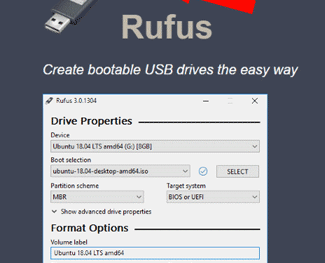 Rufus
Create bootable USB drives the easy way
Rufus 3.0.1304
Drive Properties
Device
Ubuntu 18.04 LTS amd64 (G:) [8GB]
Boot selection
ubuntu-18.04-desktop-amd64.iso SELECT
Partition scheme Target system
MBR BIOS or UEFI
Show advanced drive properties
Format Options
Volume label
Ubuntu 18.04 LTS amd64